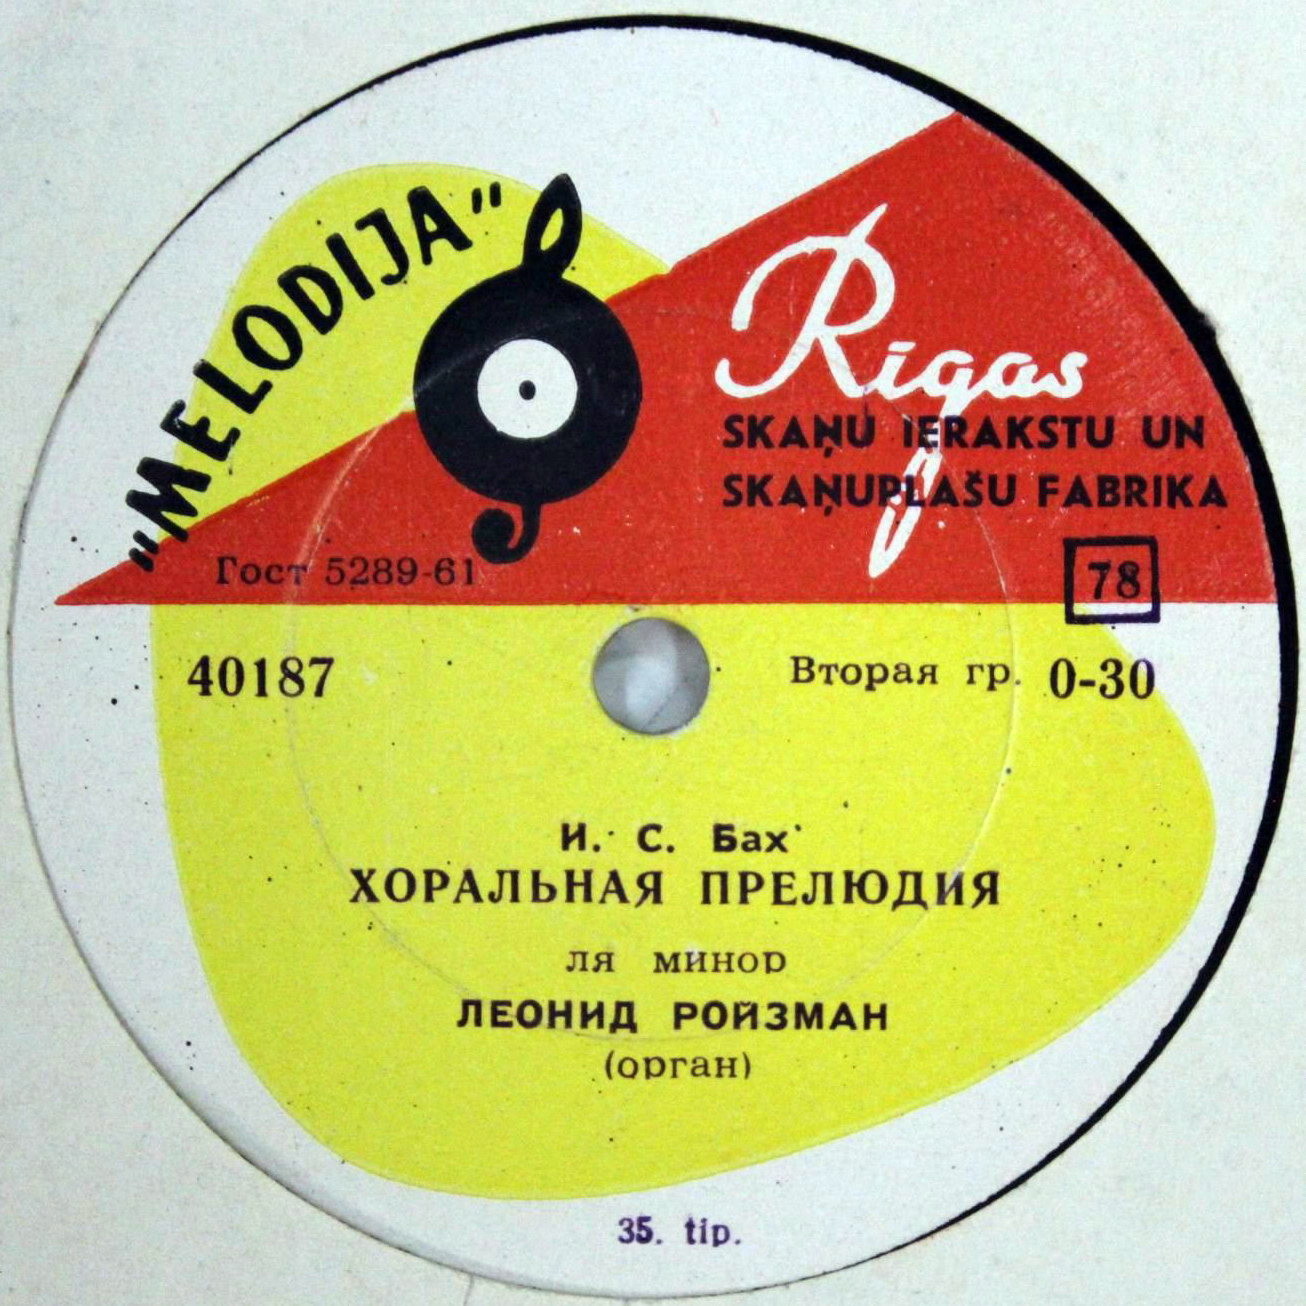 „MELODIJA"
Rigas
SKAŅU IERAKSTU UN
SKAŅUPLAŠU FABRIKA
Гост 5289-61
78
40187
Вторая гр. 0-30
И. С. Бах
ХОРАЛЬНАЯ ПРЕЛЮДИЯ
ля минор
ЛЕОНИД РОЙЗМАН
(орган)
35. tip.